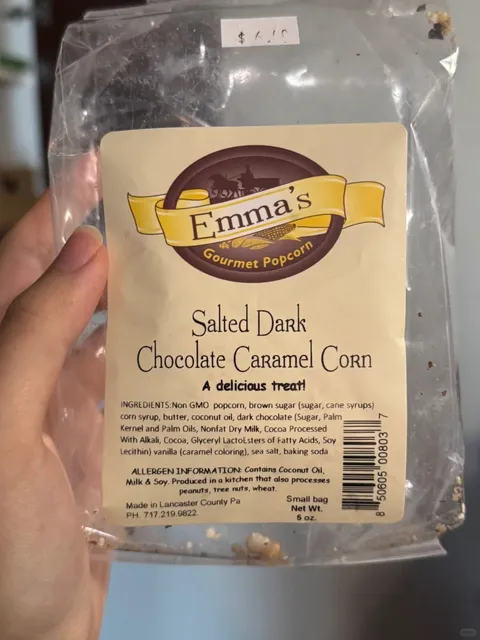 Emma's
Gourmet Popcorn
Salted Dark
Chocolate Caramel Corn
A delicious treat!
INGREDIENTS: Non GMO popcorn, brown sugar (sugar, cane syrups)
corn syrup, butter, coconut oil, dark chocolate (Sugar, Palm
Kernel and Palm Oils, Nonfat Dry Milk, Cocoa Processed
With Alkali, Cocoa, Glyceryl LactoEsters of Fatty Acids, Soy
Lecithin) vanilla (caramel coloring), sea salt, baking soda
ALLERGEN INFORMATION: Contains Coconut Oil,
Milk & Soy. Produced in a kitchen that also processes
peanuts, tree nuts, wheat.
Made in Lancaster County Pa
PH. 717.219.9822
Small bag
Net Wt.
6 oz.
8 50605 00803 7